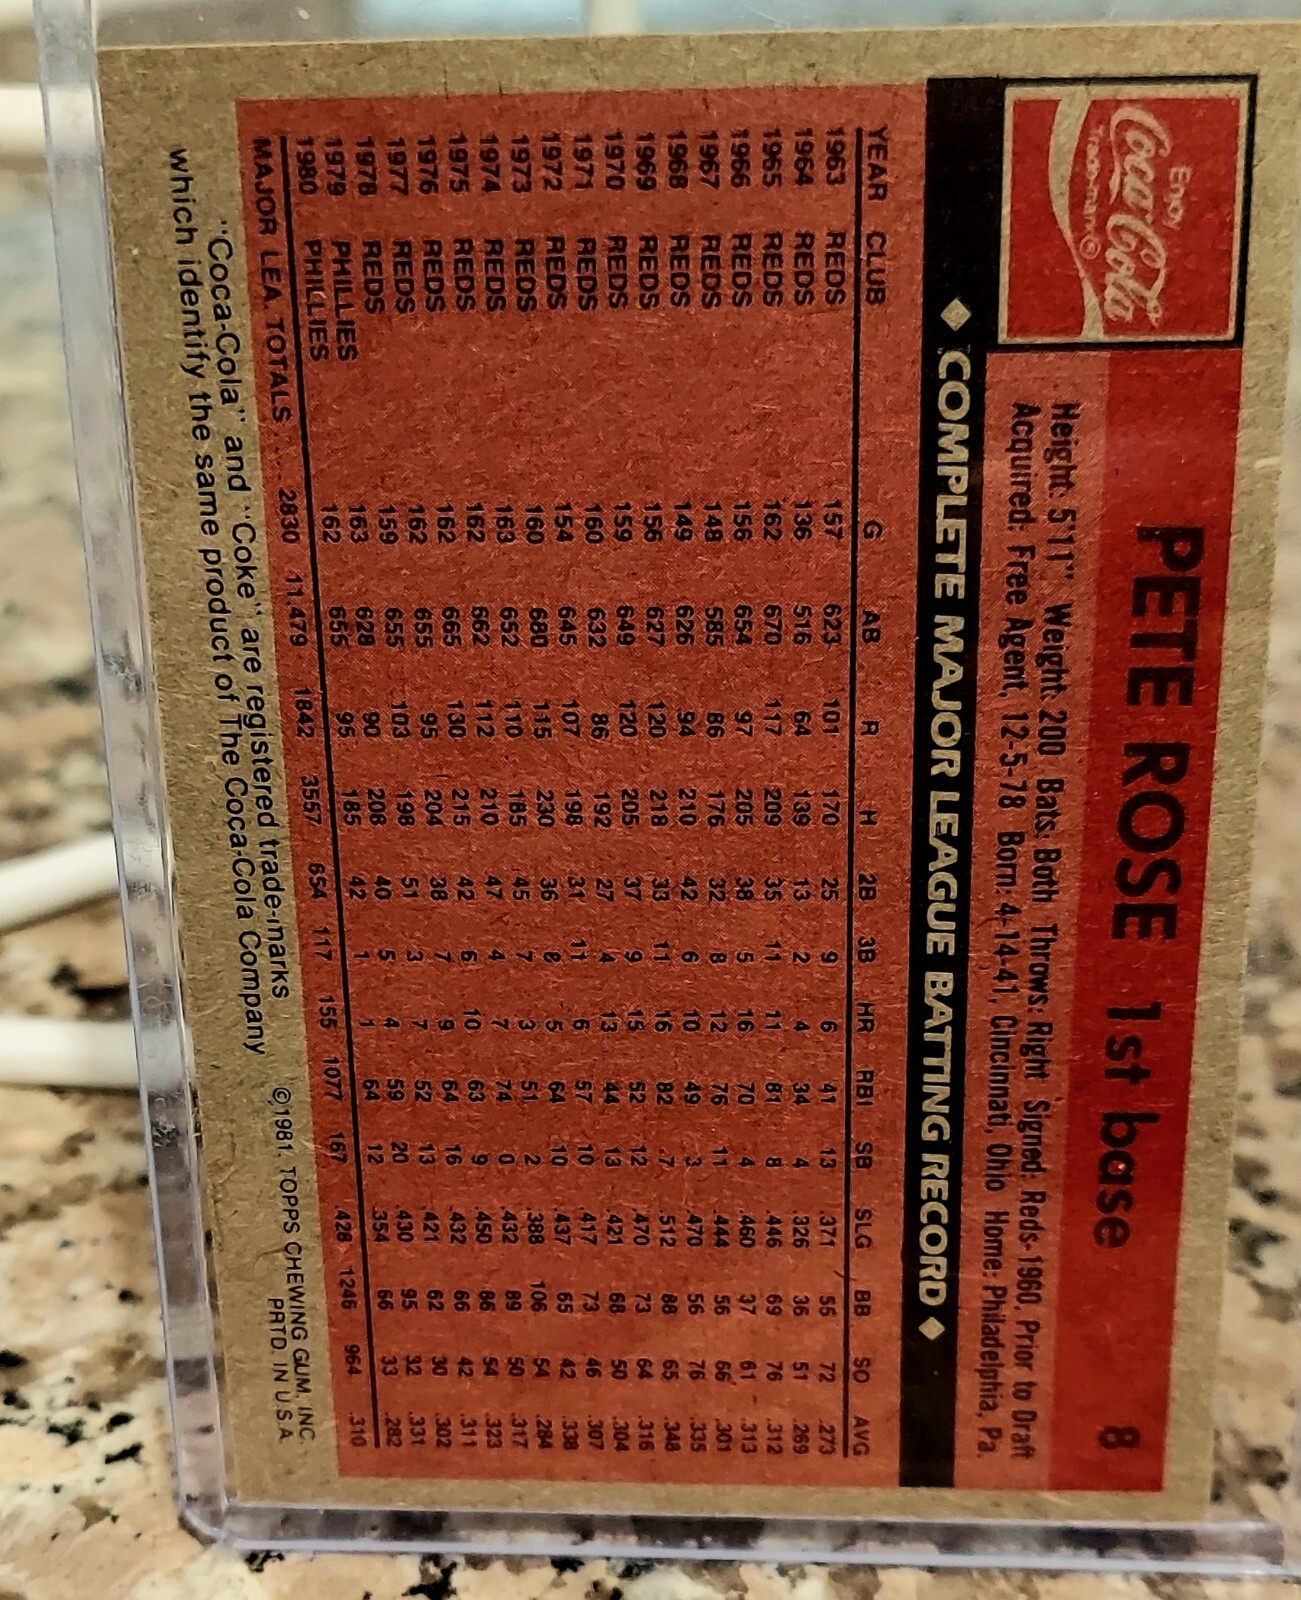 Enjoy
Coca-Cola
Trade-mark ®
PETE ROSE 1st base 8
Height: 5'11" Weight: 200 Bats: Both Throws: Right Signed: Reds-1960, Prior to Draft
Acquired: Free Agent, 12-5-78 Born: 4-14-41, Cincinnati, Ohio Home: Philadelphia, Pa.
◆ COMPLETE MAJOR LEAGUE BATTING RECORD ◆
YEAR CLUB G AB R H 2B 3B HR RBI SB SLG BB SO AVG
1963 REDS 157 623 101 170 25 9 6 41 13 .371 55 72 .273
1964 REDS 136 516 64 139 13 2 4 34 4 .326 36 51 .269
1965 REDS 162 670 117 209 35 11 11 81 8 .446 69 76 .312
1966 REDS 156 654 97 205 38 5 16 70 4 .460 37 61 .313
1967 REDS 148 585 86 176 32 8 12 76 11 .444 56 66 .301
1968 REDS 149 626 94 210 42 6 10 49 3 .470 56 76 .335
1969 REDS 156 627 120 218 33 11 16 82 7 .512 88 65 .348
1970 REDS 159 649 120 205 37 9 15 52 12 .470 73 64 .316
1971 REDS 160 632 86 192 27 4 13 44 13 .421 68 50 .304
1972 REDS 154 645 107 198 31 11 6 57 10 .417 73 46 .307
1973 REDS 160 680 115 230 36 8 5 64 10 .437 65 42 .338
1974 REDS 163 652 110 185 45 7 3 51 2 .388 106 54 .284
1975 REDS 162 662 112 210 47 4 7 74 0 .432 89 50 .317
1976 REDS 162 665 130 215 42 6 10 63 9 .450 86 54 .323
1977 REDS 162 655 95 204 38 7 9 64 16 .432 66 42 .311
1978 REDS 159 655 103 198 51 3 7 52 13 .421 62 30 .302
1979 PHILLIES 163 628 90 208 40 5 4 59 20 .430 95 32 .331
1980 PHILLIES 162 655 95 185 42 1 1 64 12 .354 66 33 .282
MAJOR LEA. TOTALS .... 2830 11,479 1842 3557 654 117 155 1077 167 .428 1246 964 .310
"Coca-Cola" and "Coke" are registered trade-marks
which identify the same product of The Coca-Cola Company
©1981, TOPPS CHEWING GUM, INC.
PRTD. IN U.S.A.